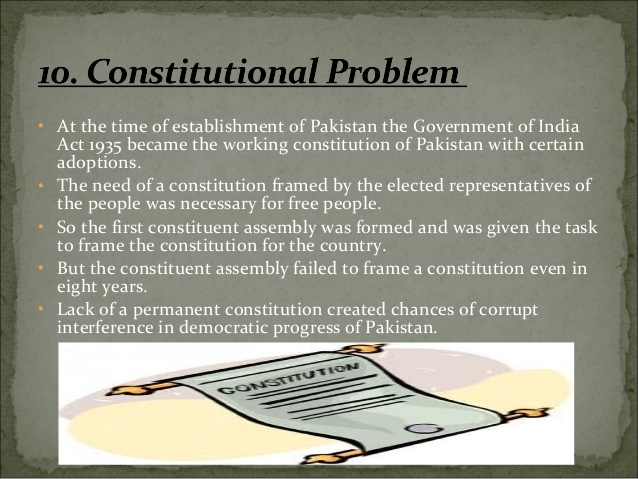 10. Constitutional Problem
• At the time of establishment of Pakistan the Government of India
Act 1935 became the working constitution of Pakistan with certain
adoptions.
• The need of a constitution framed by the elected representatives of
the people was necessary for free people.
• So the first constituent assembly was formed and was given the task
to frame the constitution for the country.
• But the constituent assembly failed to frame a constitution even in
eight years.
• Lack of a permanent constitution created chances of corrupt
interference in democratic progress of Pakistan.
CONSTITUTION